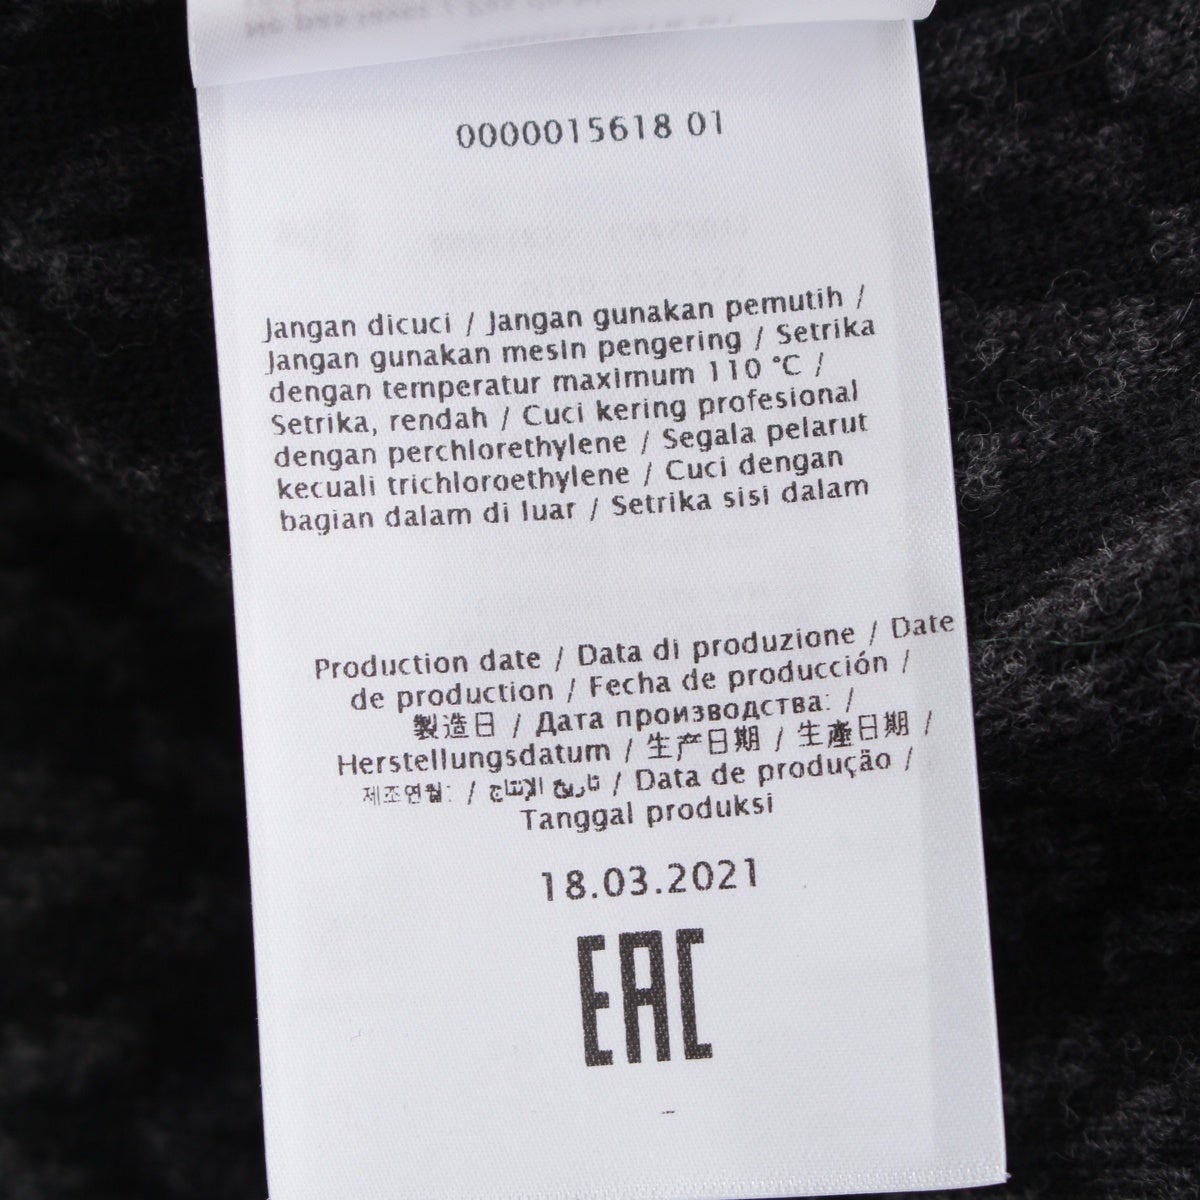 0000015618 01
Jangan dicuci / Jangan gunakan pemutih /
Jangan gunakan mesin pengering / Setrika
dengan temperatur maximum 110 °C /
Setrika, rendah / Cuci kering profesional
dengan perchlorethylene / Segala pelarut
kecuali trichloroethylene / Cuci dengan
bagian dalam di luar / Setrika sisi dalam
Production date / Data di produzione / Date
de production / Fecha de producción /
製造日 / Дата производства: /
Herstellungsdatum / 生产日期 / 生產日期 /
제조연월: / تاريخ الإنتاج / Data de produção /
Tanggal produksi
18.03.2021
EAC